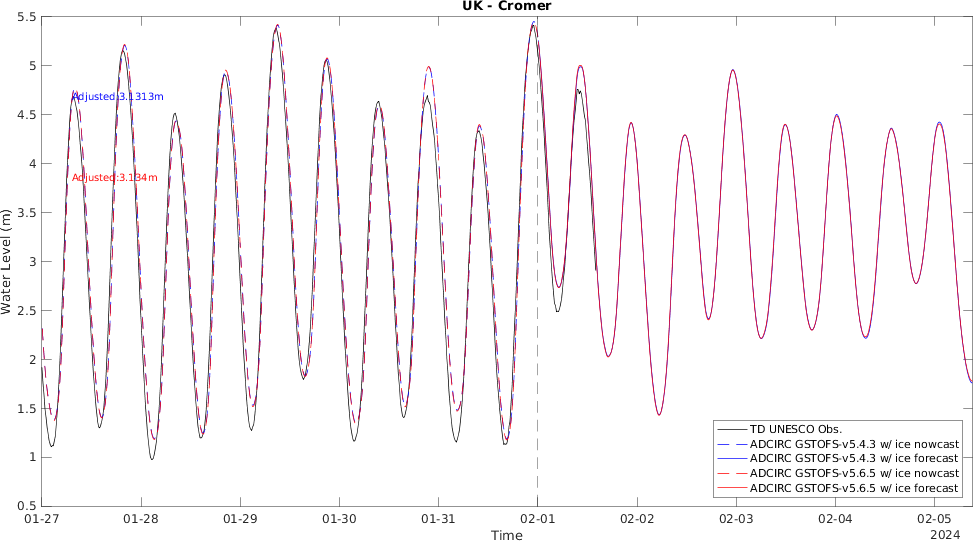 UK - Cromer
5.5
5
4.5
4
3.5
3
2.5
2
1.5
1
0.5
Water Level (m)
Adjusted:3.1313m
Adjusted:3.134m
TD UNESCO Obs.
ADCIRC GSTOFS-v5.4.3 w/ ice nowcast
ADCIRC GSTOFS-v5.4.3 w/ ice forecast
ADCIRC GSTOFS-v5.6.5 w/ ice nowcast
ADCIRC GSTOFS-v5.6.5 w/ ice forecast
01-27 01-28 01-29 01-30 01-31 02-01 02-02 02-03 02-04 02-05
2024
Time